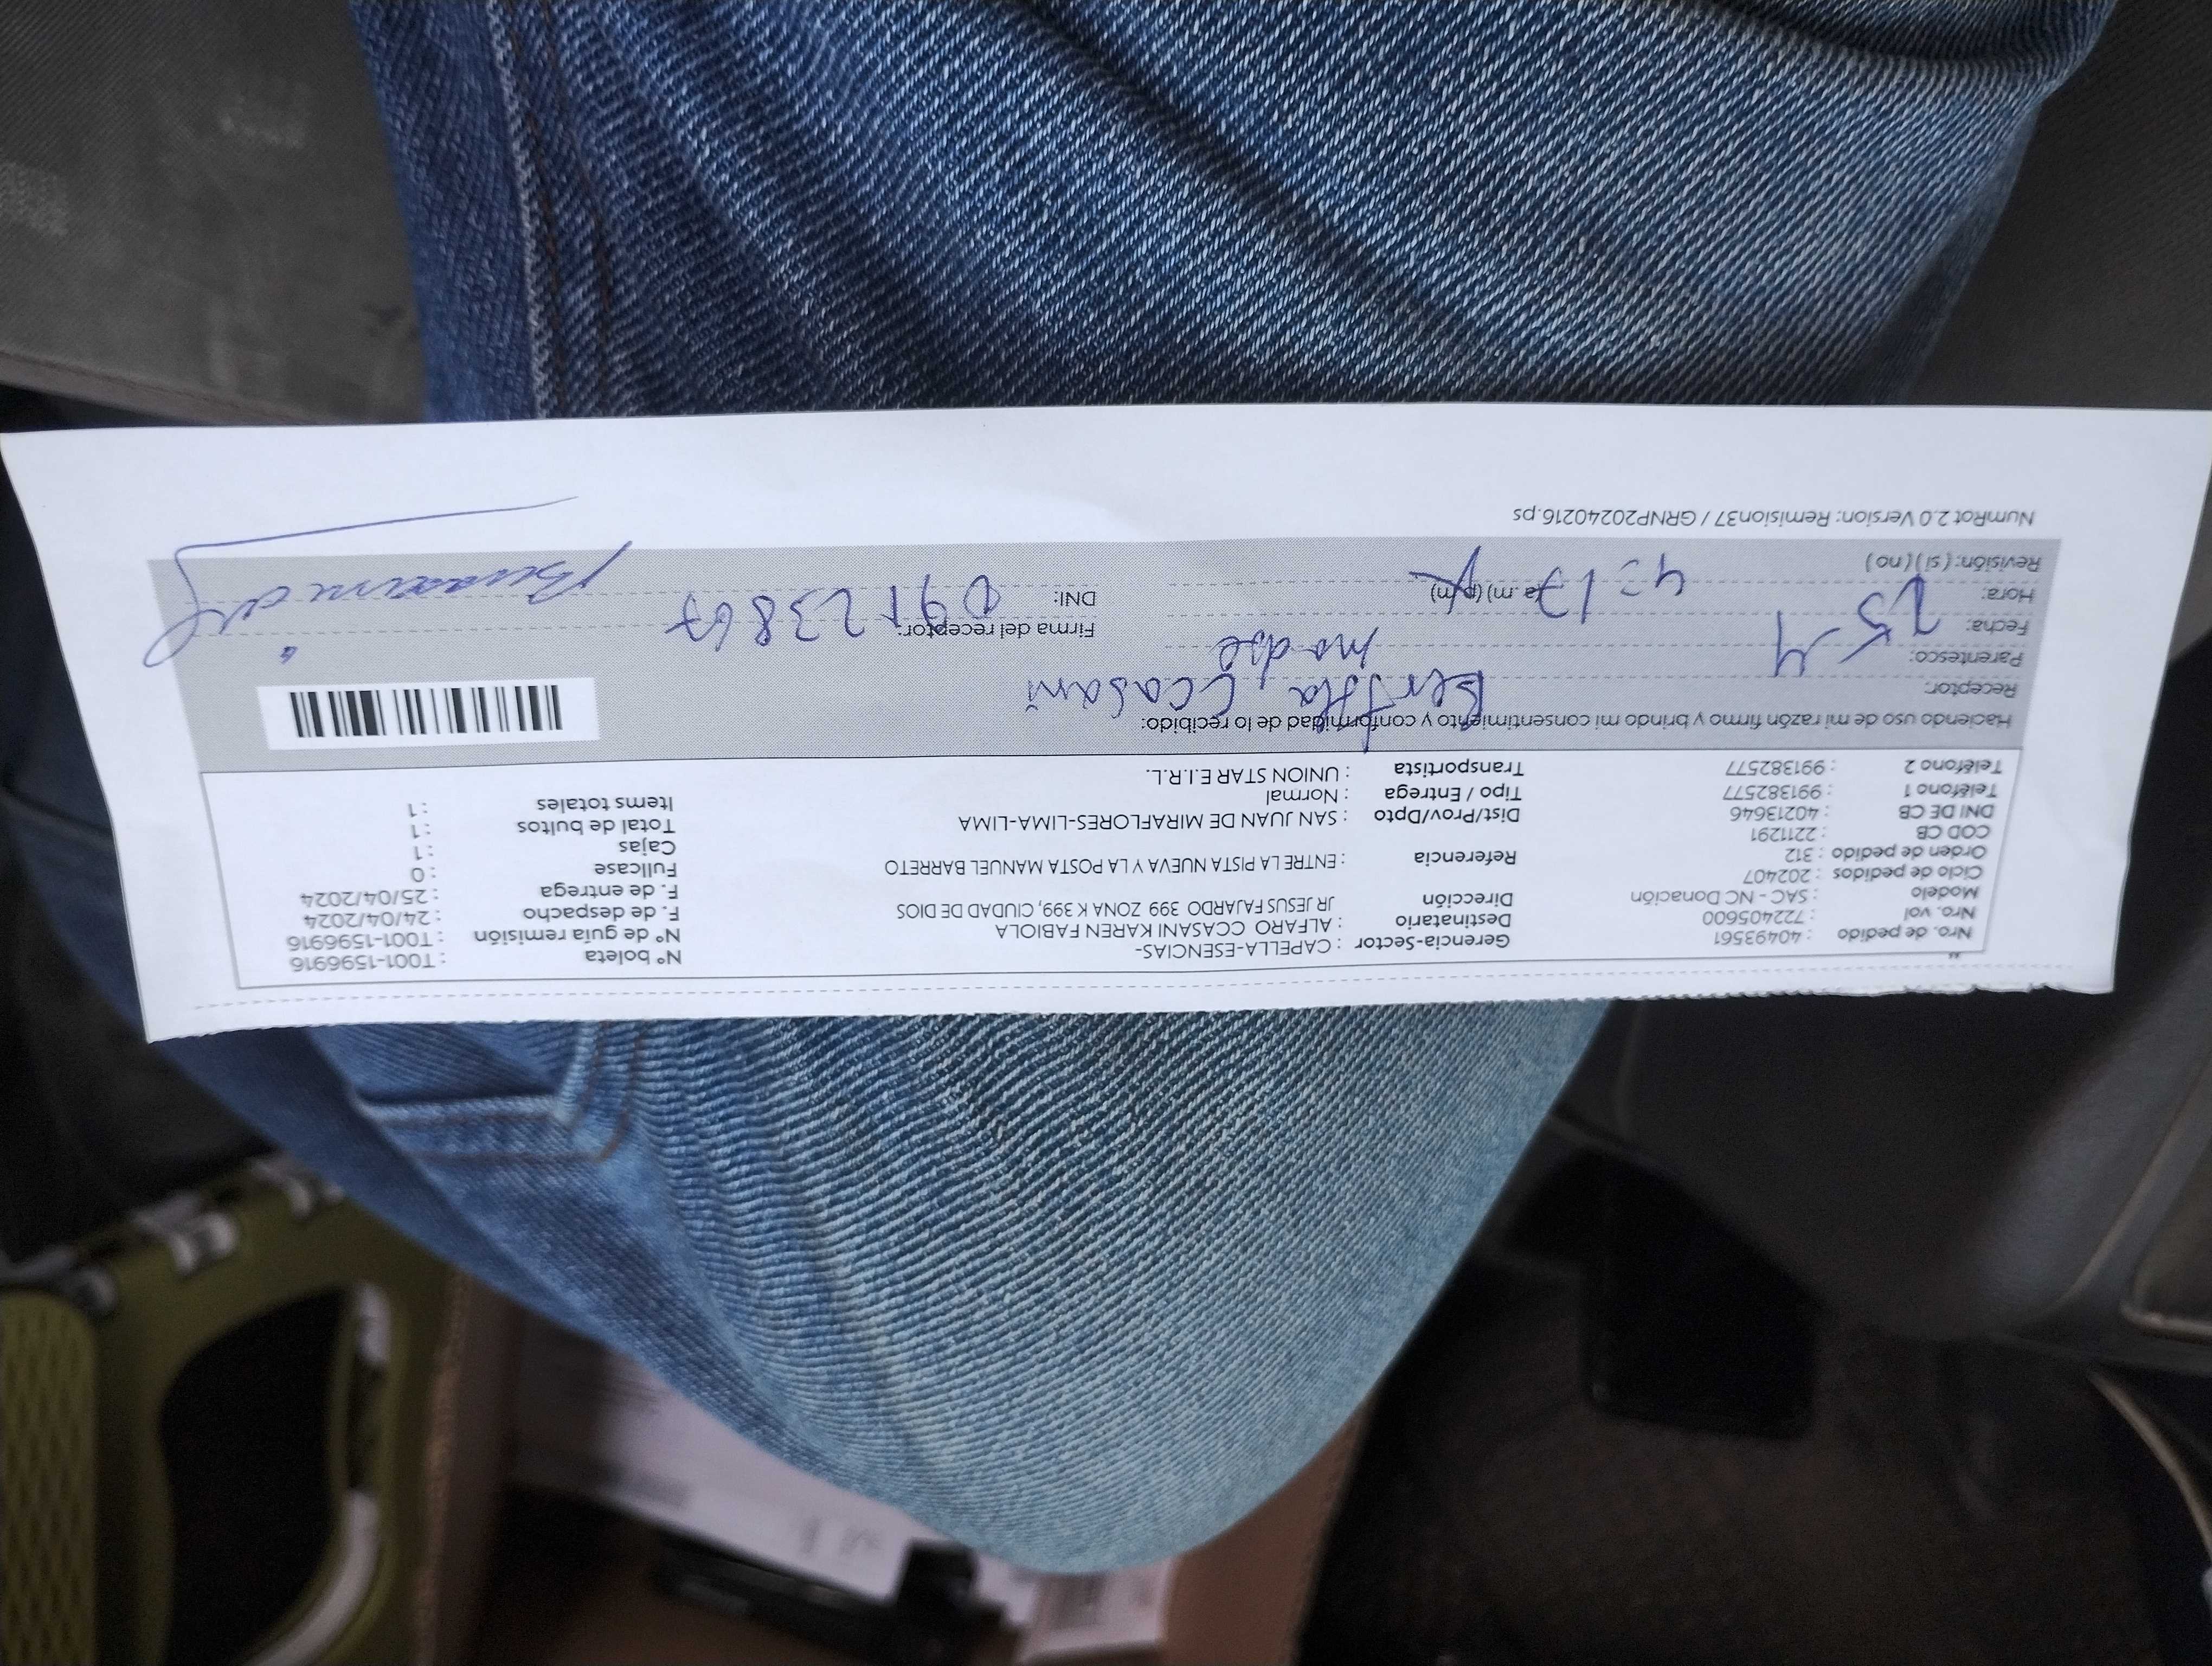 Nro. de pedido : 40493561
Nro. vol : 722405600
Modelo : SAC - NC Donación
Ciclo de pedidos : 202407
Orden de pedido : 312
COD CB : 2211291
DNI DE CB : 40213646
Teléfono 1 : 991382577
Teléfono 2 : 991382577
Gerencia-Sector : CAPELLA-ESENCIAS-
Destinatario : ALFARO CCASANI KAREN FABIOLA
Dirección JR JESUS FAJARDO 399 ZONA K 399, CIUDAD DE DIOS
Referencia : ENTRE LA PISTA NUEVA Y LA POSTA MANUEL BARRETO
Dist/Prov/Dpto : SAN JUAN DE MIRAFLORES-LIMA-LIMA
Tipo / Entrega : Normal
Transportista : UNION STAR E.I.R.L.
N° boleta : T001-1596916
N° de guía remisión : T001-1596916
F. de despacho : 24/04/2024
F. de entrega : 25/04/2024
Fullcase : 0
Cajas : 1
Total de bultos : 1
Items totales : 1
Haciendo uso de mi razón firmo y brindo mi consentimiento y conformidad de lo recibido:
Receptor: Bertha Ccasani
Parentesco: madre
Fecha: 25-4
Hora: 4:17 (a.m) (p.m)
Revisión: ( si ) ( no )
Firma del receptor:
DNI: 09123867
NumRot 2.0 Version: Remision37 / GRNP20240216.ps